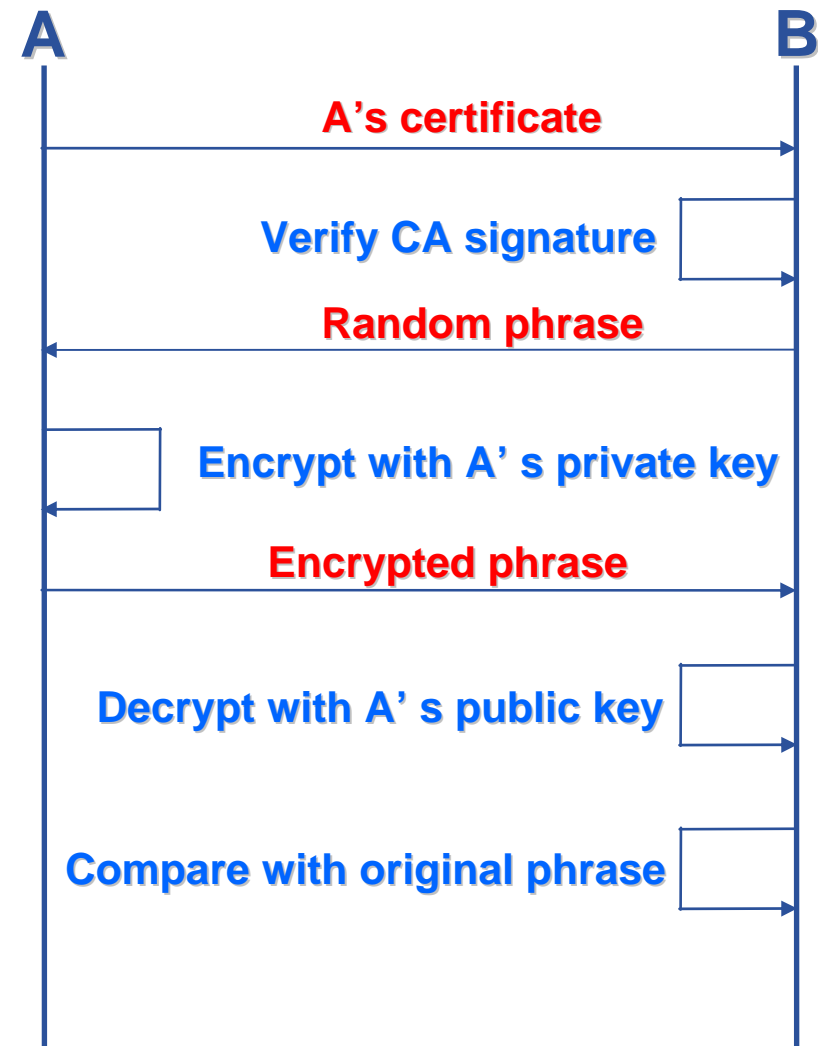 A
B
A’s certificate
Verify CA signature
Random phrase
Encrypt with A’ s private key
Encrypted phrase
Decrypt with A’ s public key
Compare with original phrase